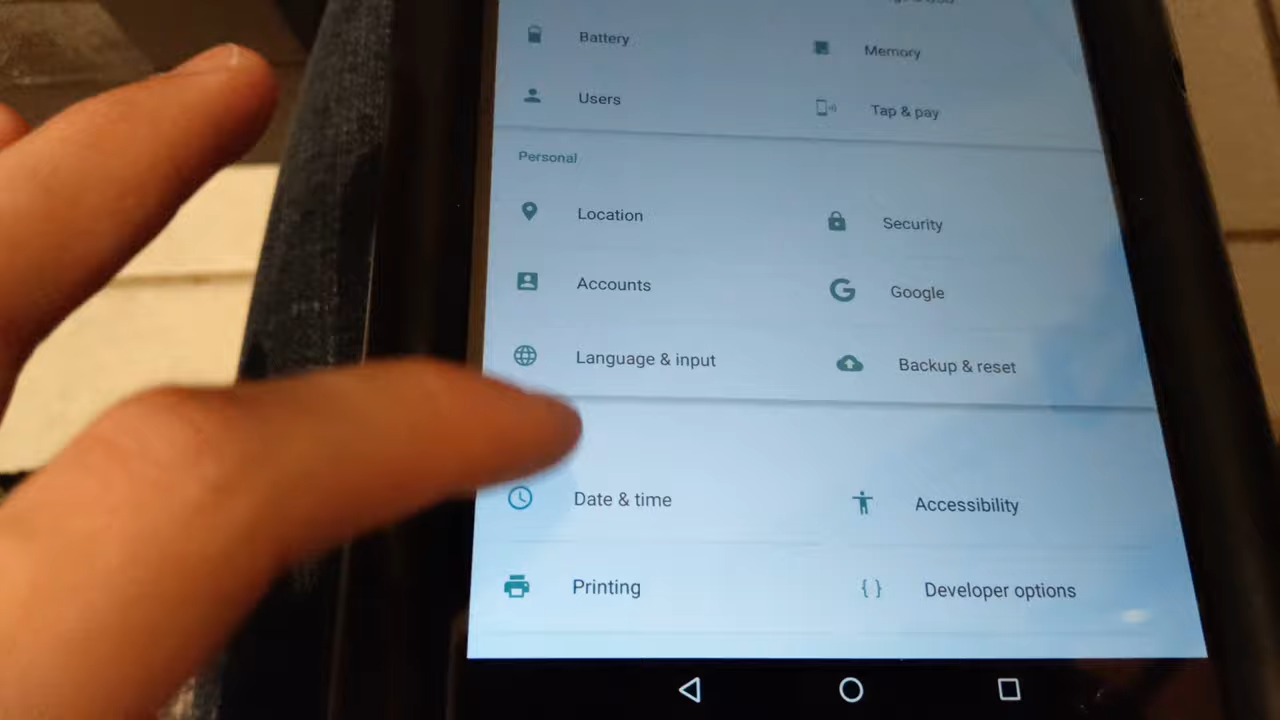 Battery
Memory
Users
Tap & pay
Personal
Location
Security
Accounts
Google
Language & input
Backup & reset
Date & time
Accessibility
Printing
{ } Developer options